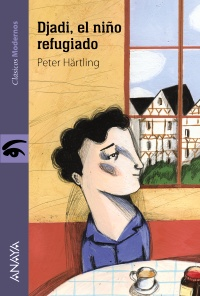 Djadi, el niño
refugiado
Peter Härtling
Clásicos Modernos
ANAYA